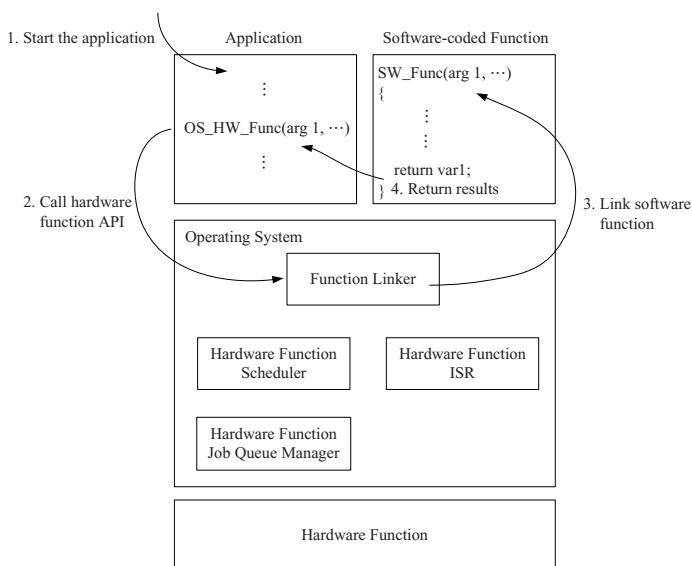 1. Start the application
Application
Software-coded Function
⋮
OS_HW_Func(arg 1, ⋯)
⋮
SW_Func(arg 1, ⋯)
{
⋮
⋮
return var1;
} 4. Return results
2. Call hardware
function API
3. Link software
function
Operating System
Function Linker
Hardware Function
Scheduler
Hardware Function
ISR
Hardware Function
Job Queue Manager
Hardware Function